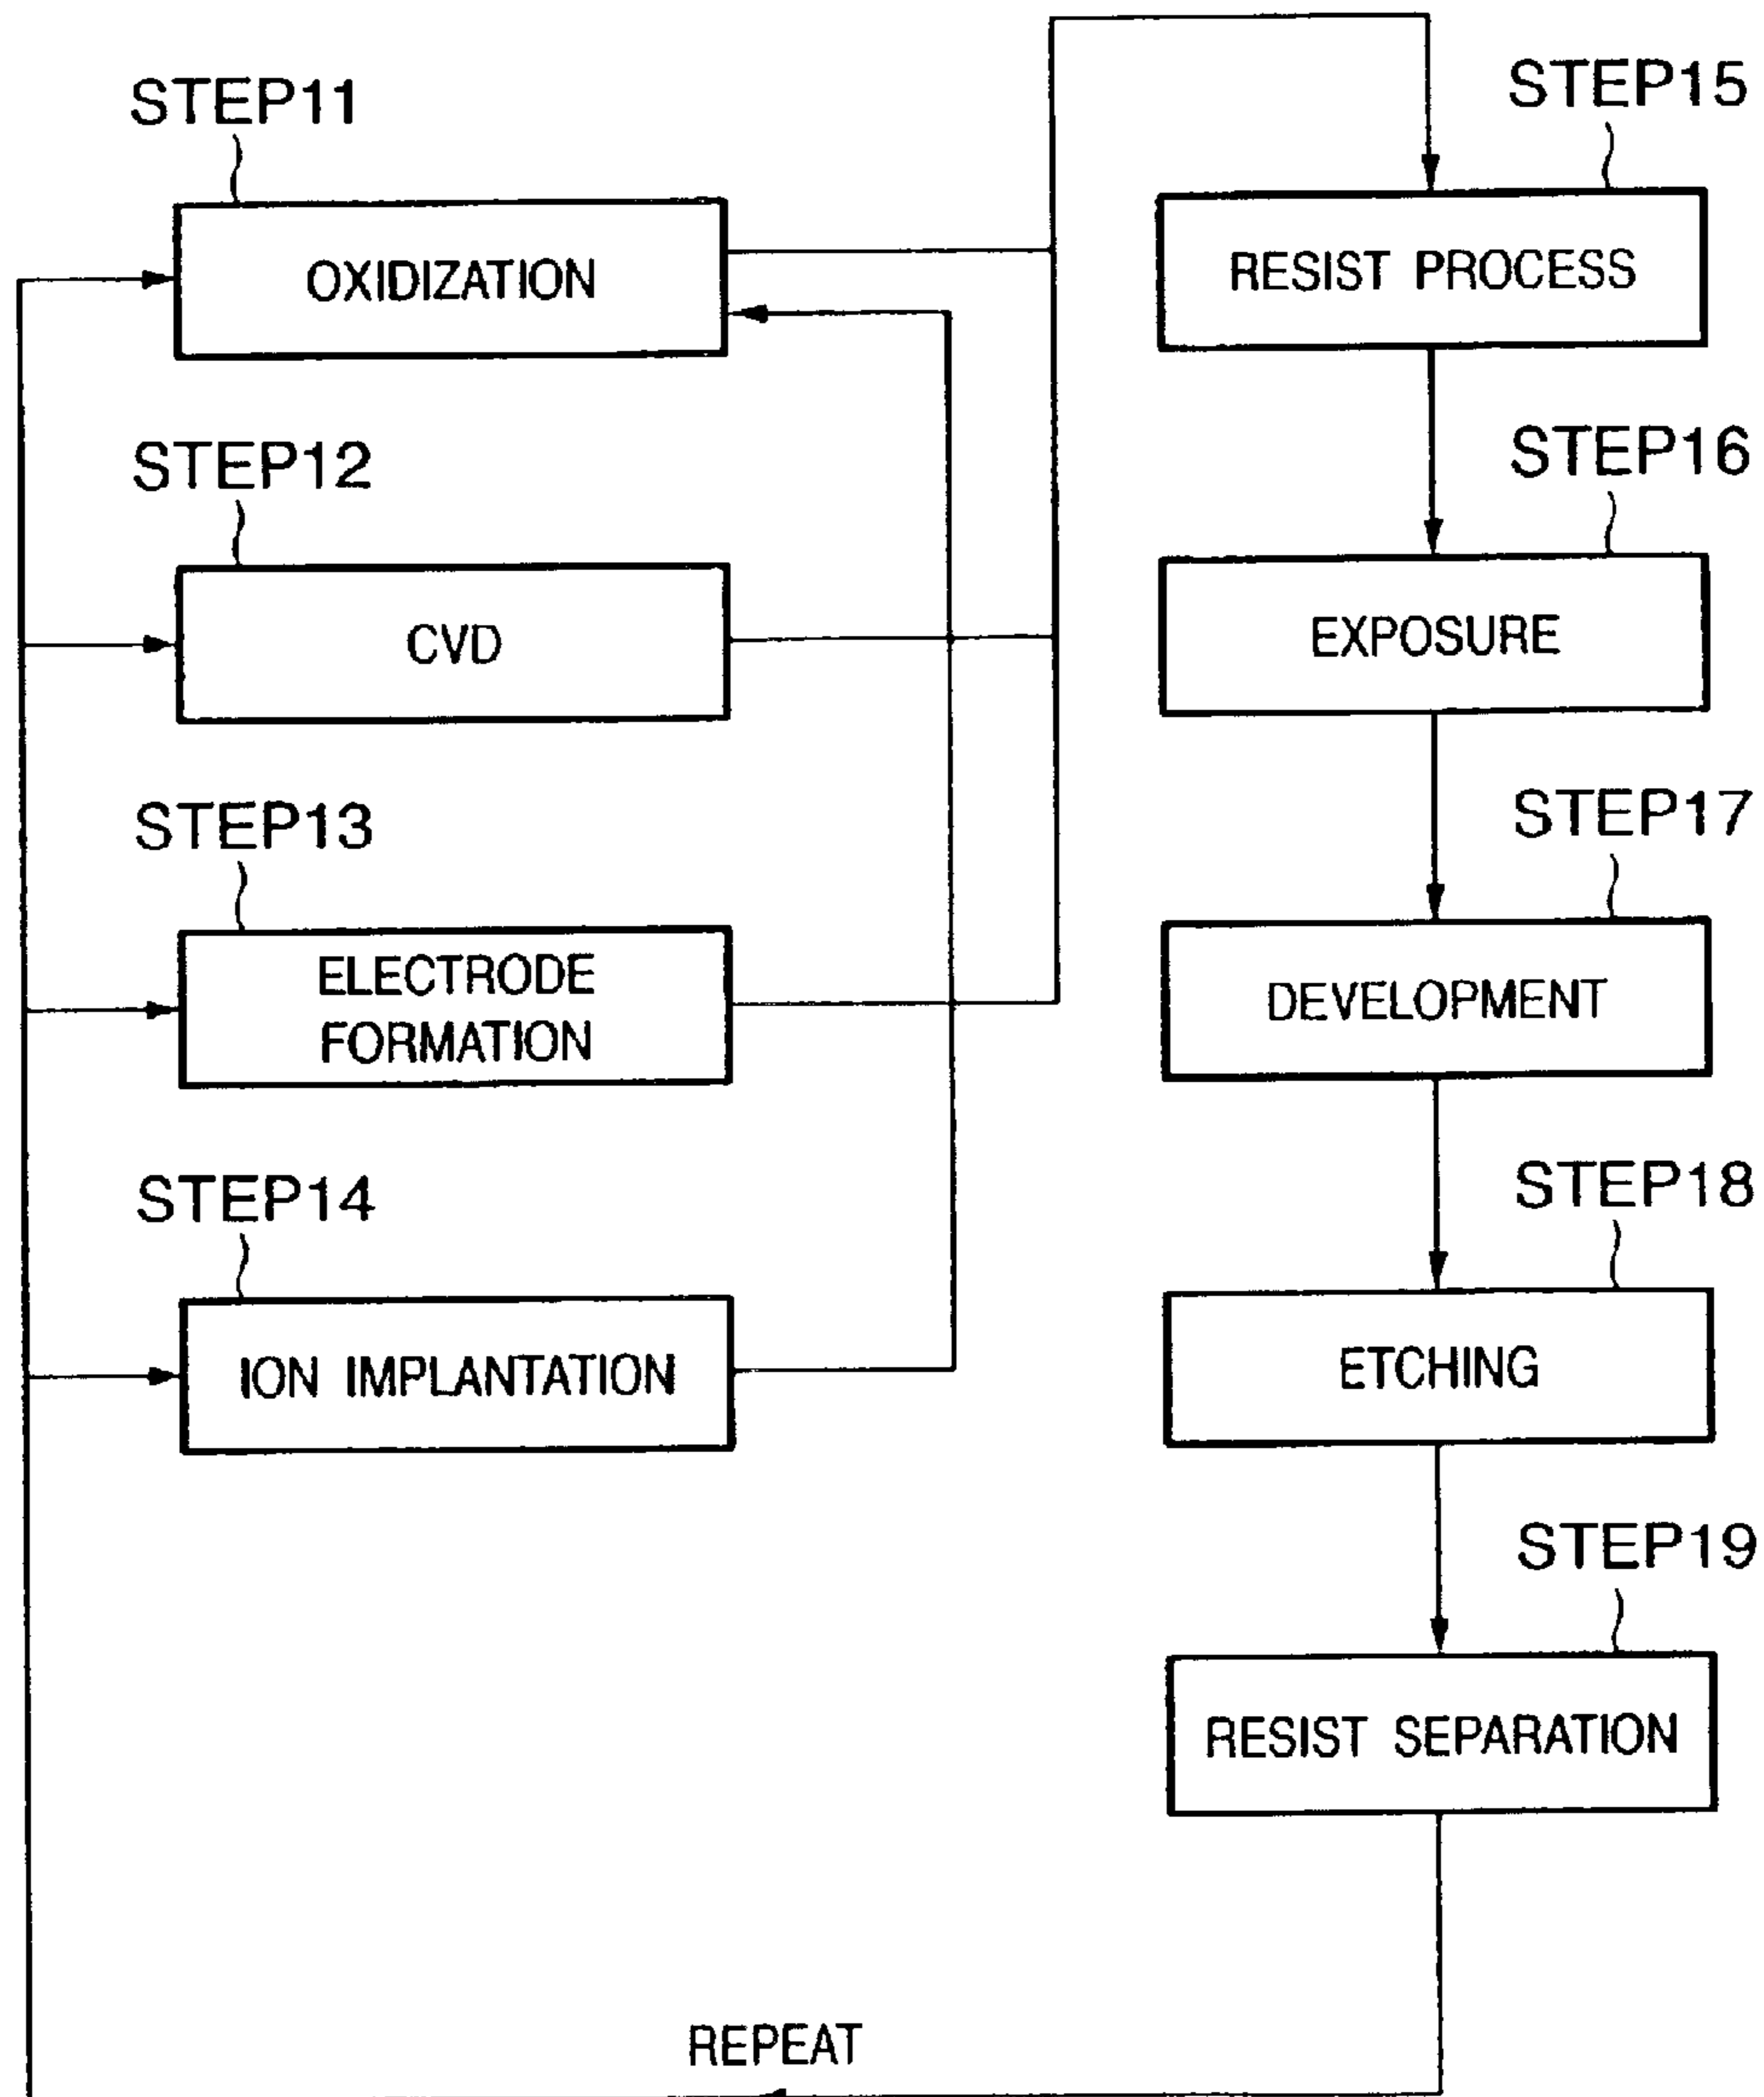 STEP11
OXIDIZATION
STEP12
CVD
STEP13
ELECTRODE
FORMATION
STEP14
ION IMPLANTATION
STEP15
RESIST PROCESS
STEP16
EXPOSURE
STEP17
DEVELOPMENT
STEP18
ETCHING
STEP19
RESIST SEPARATION
REPEAT